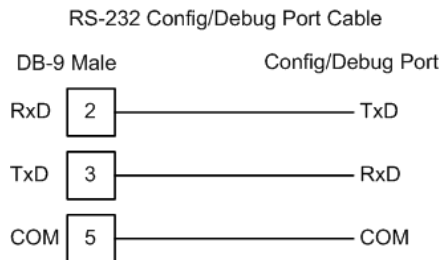 RS-232 Config/Debug Port Cable
DB-9 Male Config/Debug Port
RxD 2 TxD
TxD 3 RxD
COM 5 COM